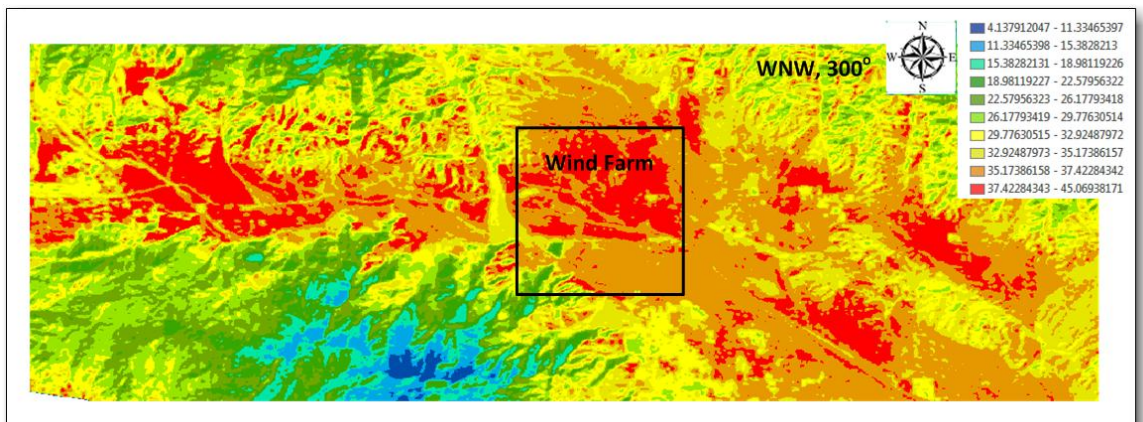 WNW, 300°
N
W E
S
Wind Farm
4.137912047 - 11.33465397
11.33465398 - 15.3828213
15.38282131 - 18.98119226
18.98119227 - 22.57956322
22.57956323 - 26.17793418
26.17793419 - 29.77630514
29.77630515 - 32.92487972
32.92487973 - 35.17386157
35.17386158 - 37.42284342
37.42284343 - 45.06938171